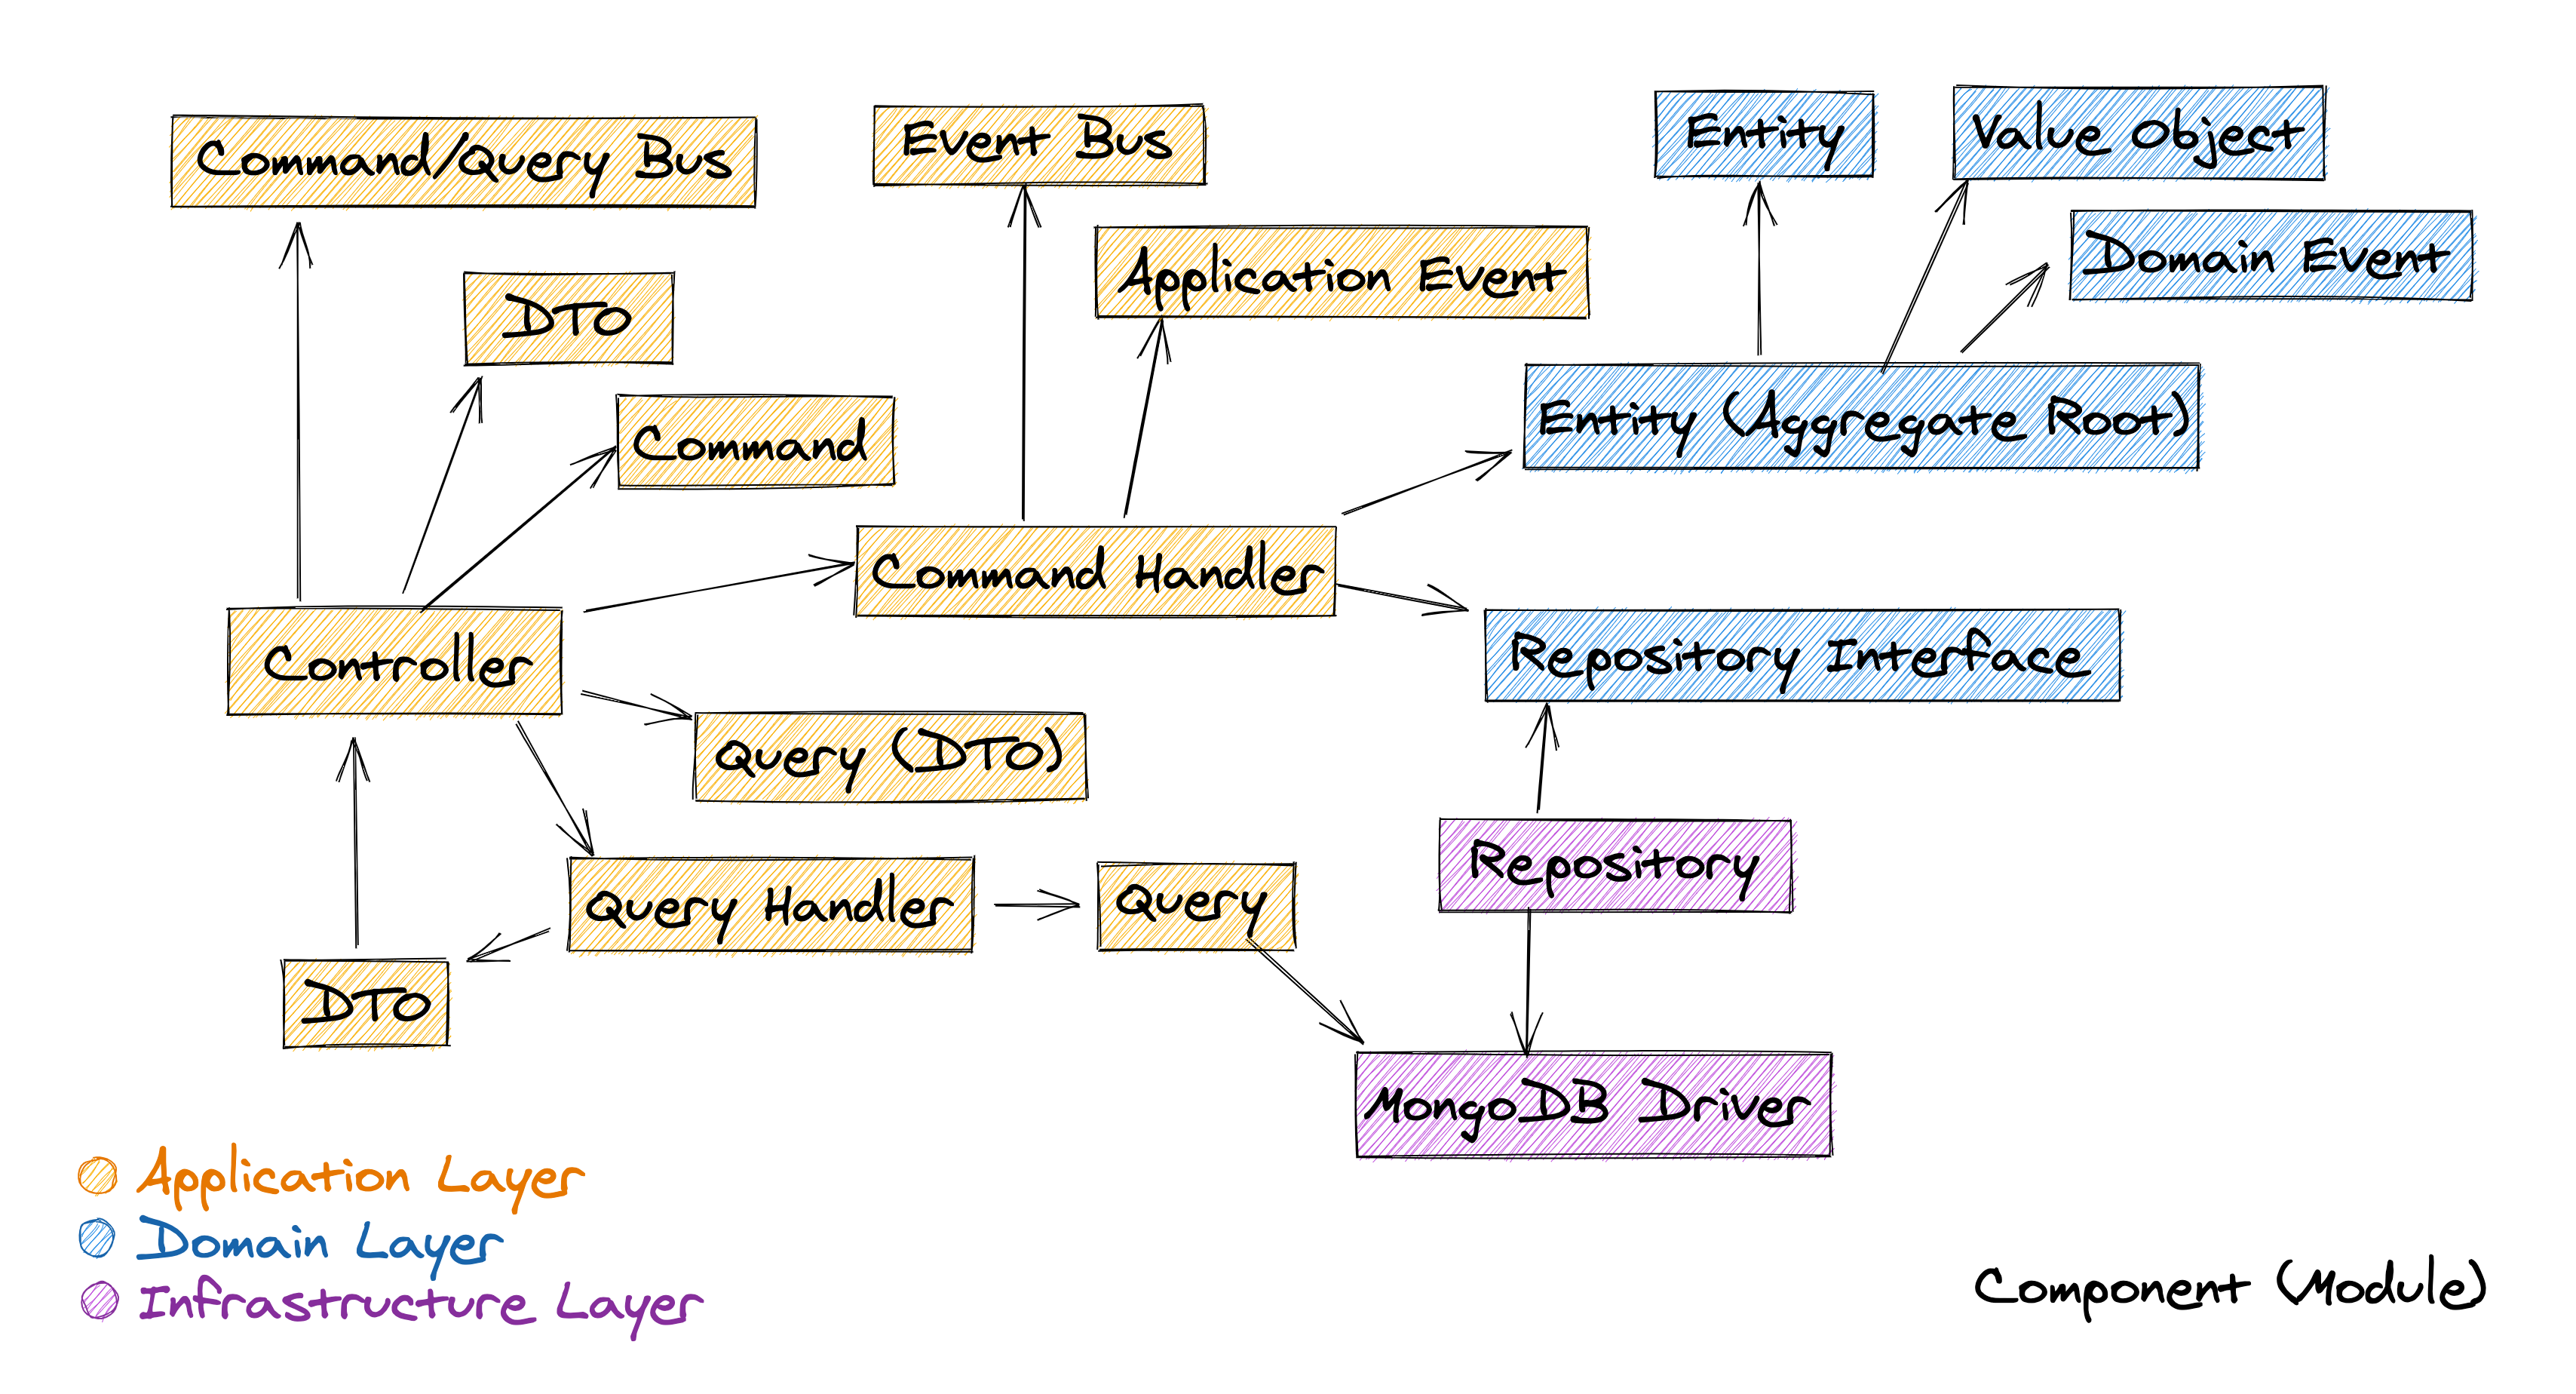 Command/Query Bus
Event Bus
Entity
Value Object
Application Event
Domain Event
DTO
Command
Entity (Aggregate Root)
Command Handler
Controller
Repository Interface
Query (DTO)
Repository
Query Handler
Query
DTO
MongoDB Driver
Application Layer
Domain Layer
Infrastructure Layer
Component (Module)